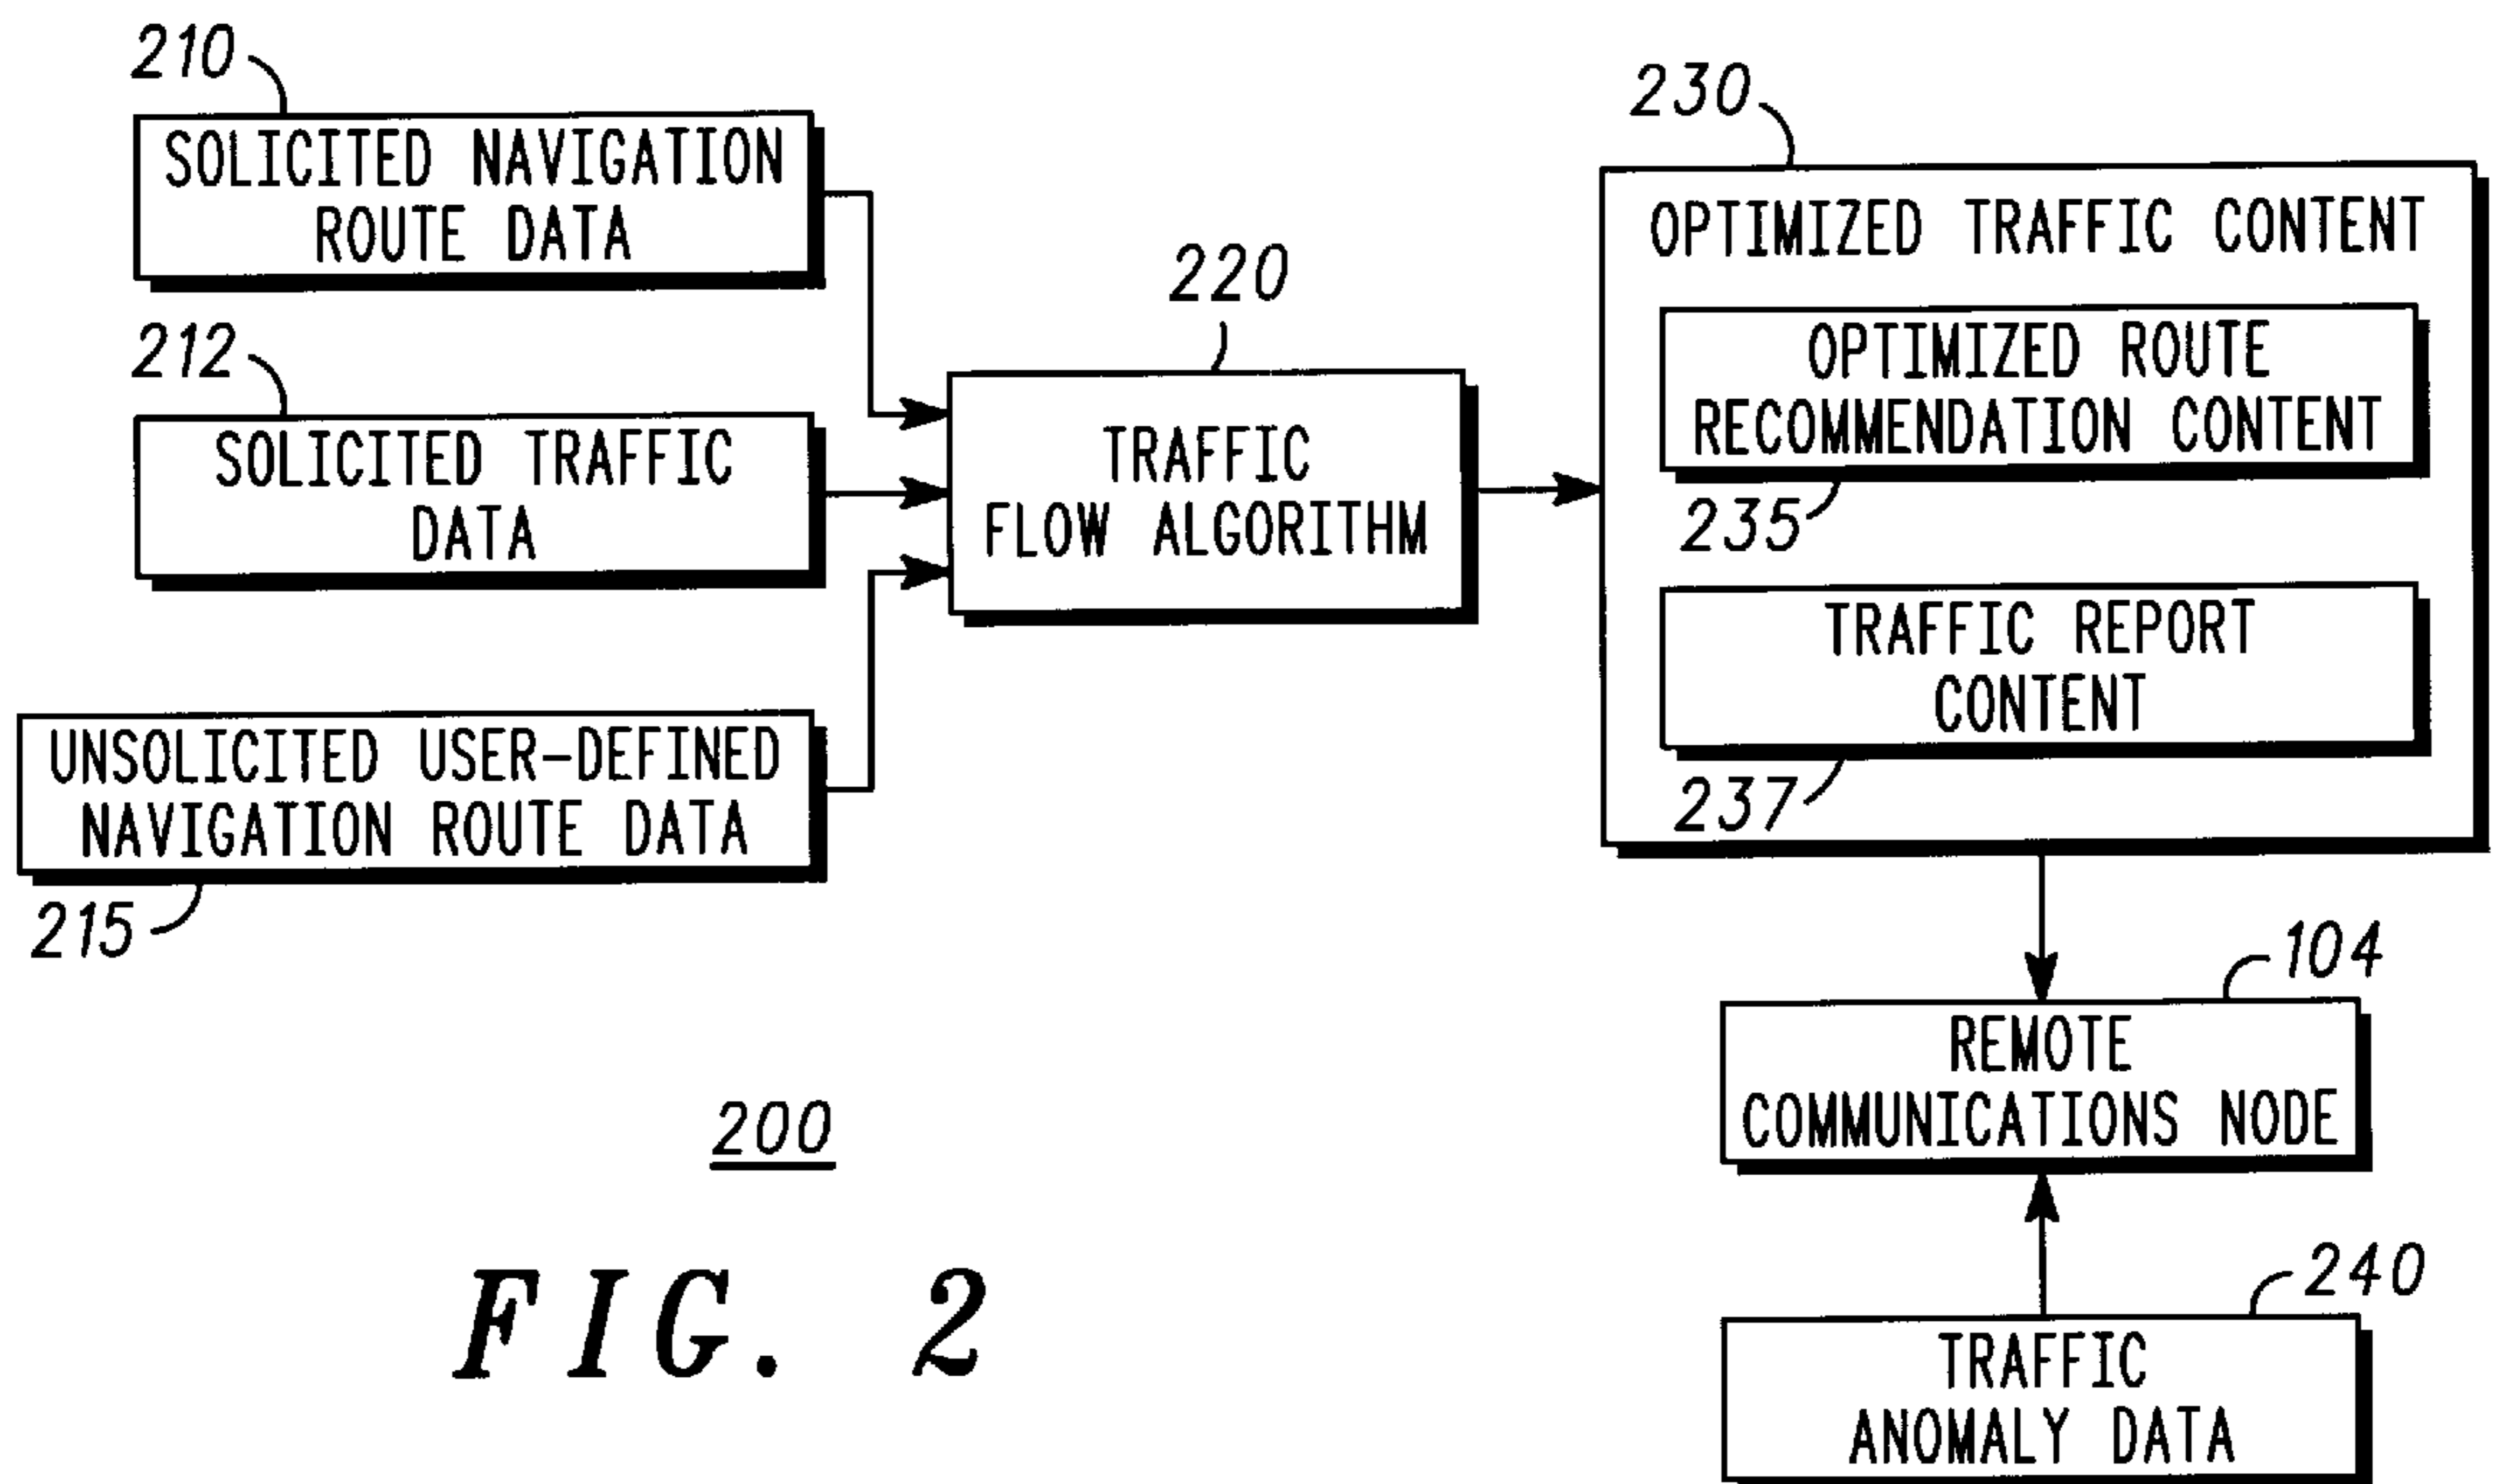 210
SOLICITED NAVIGATION
ROUTE DATA
212
SOLICITED TRAFFIC
DATA
UNSOLICITED USER-DEFINED
NAVIGATION ROUTE DATA
215
220
TRAFFIC
FLOW ALGORITHM
230
OPTIMIZED TRAFFIC CONTENT
OPTIMIZED ROUTE
RECOMMENDATION CONTENT
235
TRAFFIC REPORT
CONTENT
237
104
REMOTE
COMMUNICATIONS NODE
240
TRAFFIC
ANOMALY DATA
200
FIG. 2